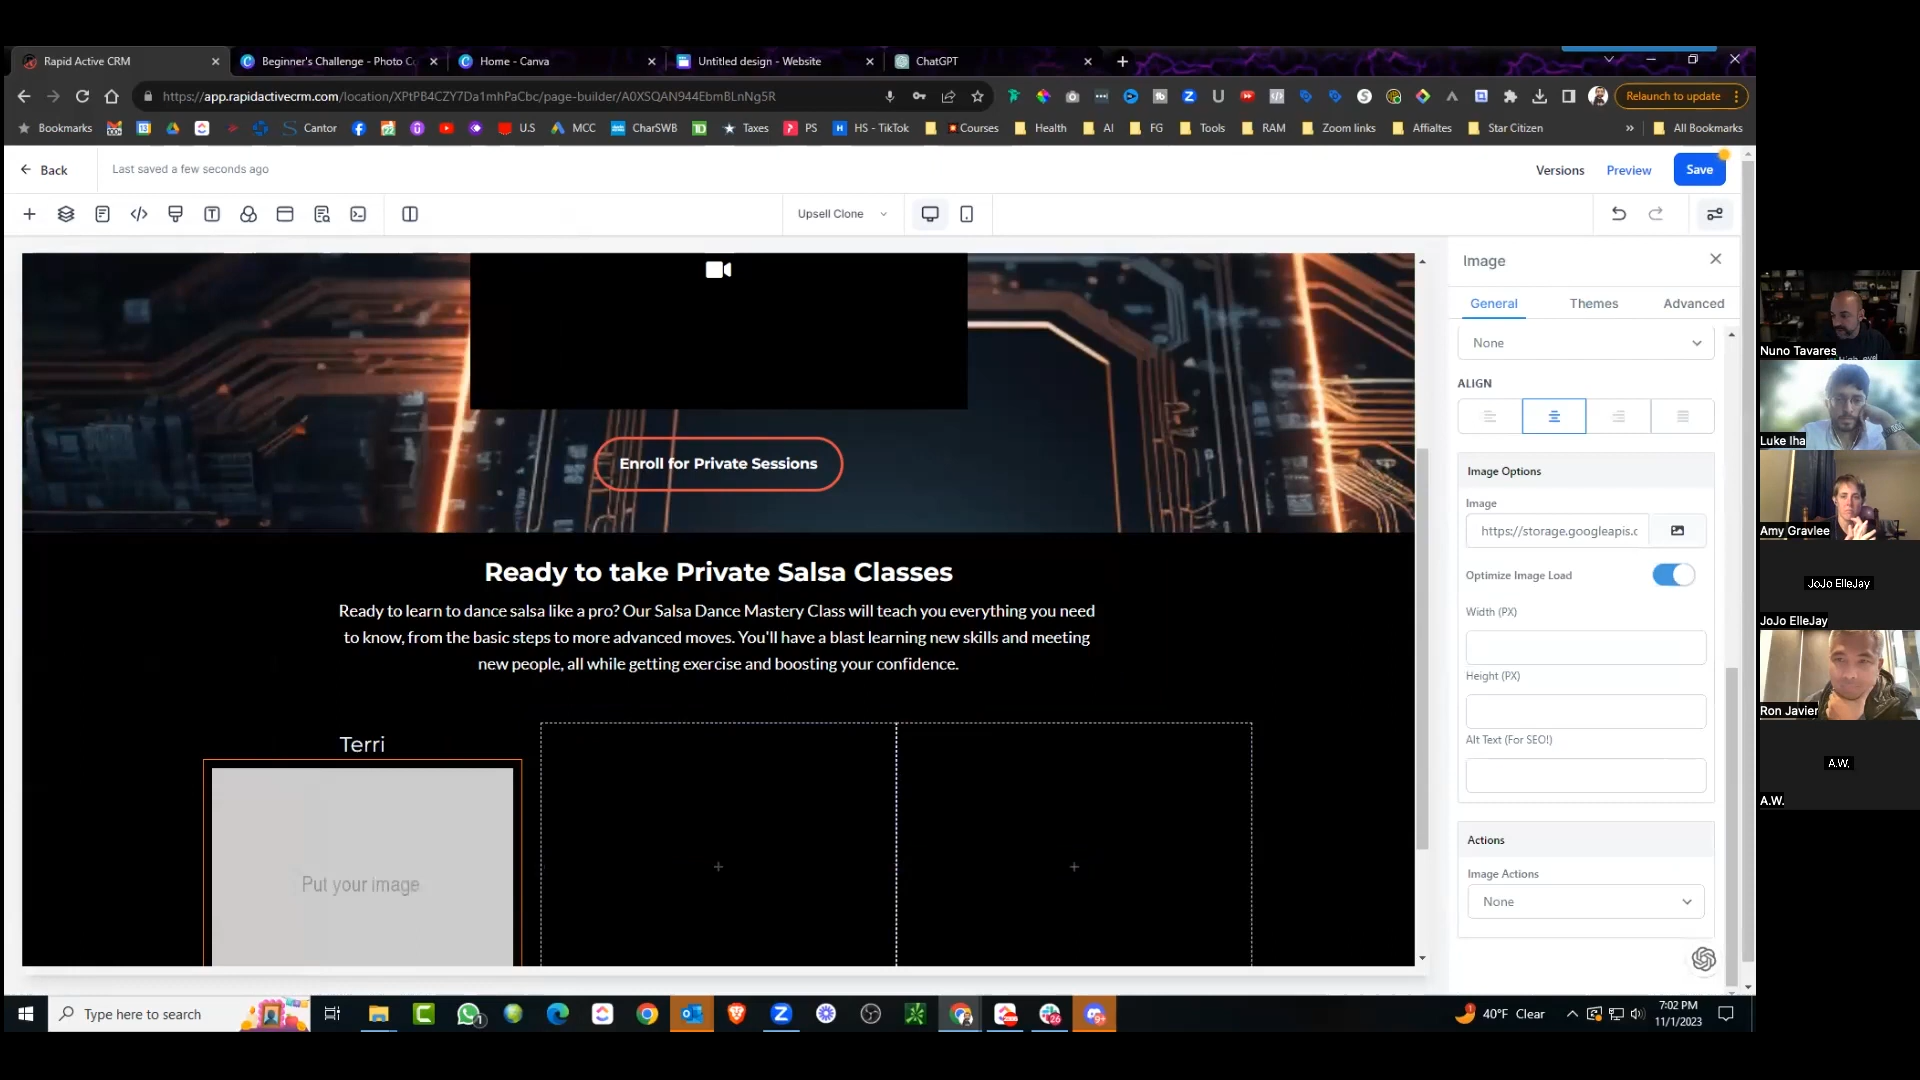 Rapid Active CRM
Beginner's Challenge - Photo Co
Home - Canva
Untitled design - Website
ChatGPT
https://app.rapidactivecrm.com/location/XPtPB4CZY7Da1mhPaCbc/page-builder/A0XSQAN944EbmBLnNg5R
Relaunch to update
Bookmarks
Cantor
U.S
MCC
CharSWB
Taxes
PS
HS - TikTok
Courses
Health
AI
FG
Tools
RAM
Zoom links
Affialtes
Star Citizen
All Bookmarks
Back
Last saved a few seconds ago
Versions
Preview
Save
Upsell Clone
Image
General
Themes
Advanced
None
ALIGN
Image Options
Image
https://storage.googleapis.c
Optimize Image Load
Width (PX)
Height (PX)
Alt Text (For SEO!)
Actions
Image Actions
None
Enroll for Private Sessions
Ready to take Private Salsa Classes
Ready to learn to dance salsa like a pro? Our Salsa Dance Mastery Class will teach you everything you need
to know, from the basic steps to more advanced moves. You'll have a blast learning new skills and meeting
new people, all while getting exercise and boosting your confidence.
Terri
Put your image
Nuno Tavares
Luke Iha
Amy Gravlee
JoJo ElleJay
JoJo ElleJay
Ron Javier
A.W.
A.W.
Type here to search
40°F Clear
7:02 PM
11/1/2023